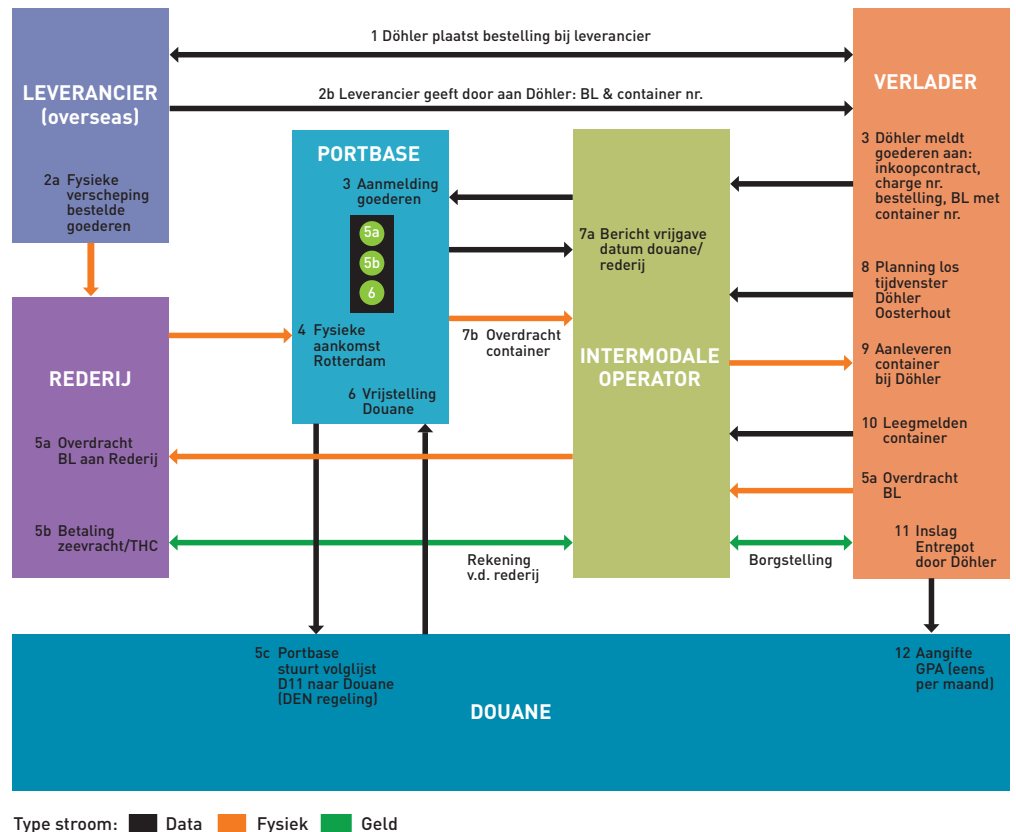 1 Döhler plaatst bestelling bij leverancier
LEVERANCIER
(overseas)
VERLADER
2b Leverancier geeft door aan Döhler: BL & container nr.
PORTBASE
2a Fysieke
verscheping
bestelde
goederen
3 Aanmelding
goederen
3 Döhler meldt
goederen aan:
inkoopcontract,
charge nr.
bestelling, BL met
container nr.
5a
5b
6
7a Bericht vrijgave
datum douane/
rederij
8 Planning los
tijdvenster
Döhler
Oosterhout
4 Fysieke
aankomst
Rotterdam
7b Overdracht
container
INTERMODALE
OPERATOR
9 Aanleveren
container
bij Döhler
REDERIJ
6 Vrijstelling
Douane
10 Leegmelden
container
5a Overdracht
BL aan Rederij
5a Overdracht
BL
5b Betaling
zeevracht/THC
Rekening
v.d. rederij
Borgstelling
11 Inslag
Entrepot
door Döhler
5c Portbase
stuurt volglijst
D11 naar Douane
(DEN regeling)
12 Aangifte
GPA (eens
per maand)
DOUANE
Type stroom: Data Fysiek Geld